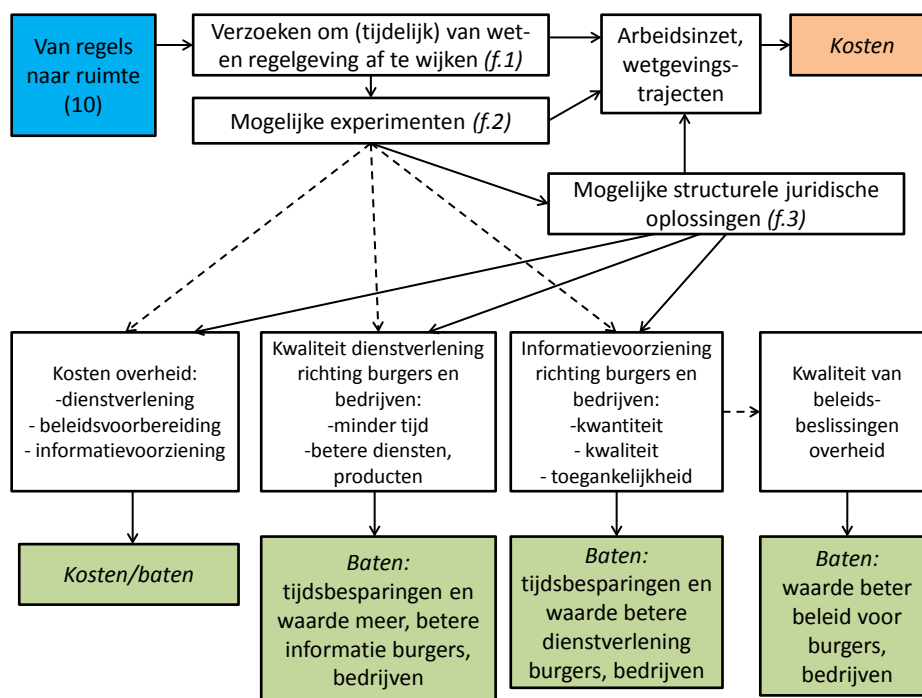 Van regels
naar ruimte
(10)
Verzoeken om (tijdelijk) van wet-
en regelgeving af te wijken (f.1)
Arbeidsinzet,
wetgevings-
trajecten
Kosten
Mogelijke experimenten (f.2)
Mogelijke structurele juridische
oplossingen (f.3)
Kosten overheid:
-dienstverlening
- beleidsvoorbereiding
- informatievoorziening
Kwaliteit dienstverlening
richting burgers en
bedrijven:
- minder tijd
-betere diensten,
producten
Informatievoorziening
richting burgers en
bedrijven:
-kwantiteit
- kwaliteit
- toegankelijkheid
Kwaliteit van
beleids-
beslissingen
overheid
Kosten/baten
Baten:
tijdsbesparingen en
waarde meer, betere
informatie burgers,
bedrijven
Baten:
tijdsbesparingen en
waarde betere
dienstverlening
burgers, bedrijven
Baten:
waarde beter
beleid voor
burgers,
bedrijven